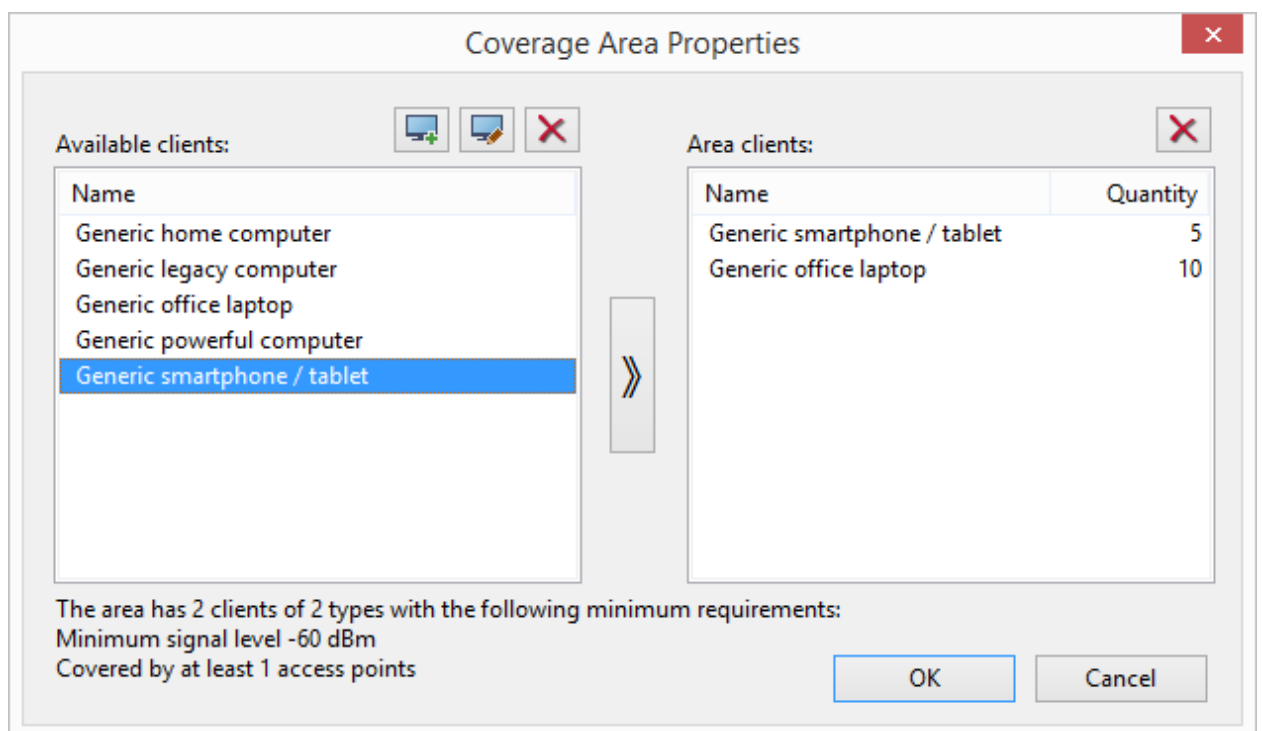 Coverage Area Properties
Available clients:
Name
Generic home computer
Generic legacy computer
Generic office laptop
Generic powerful computer
Generic smartphone / tablet
Area clients:
Name Quantity
Generic smartphone / tablet 5
Generic office laptop 10
The area has 2 clients of 2 types with the following minimum requirements:
Minimum signal level -60 dBm
Covered by at least 1 access points
OK Cancel